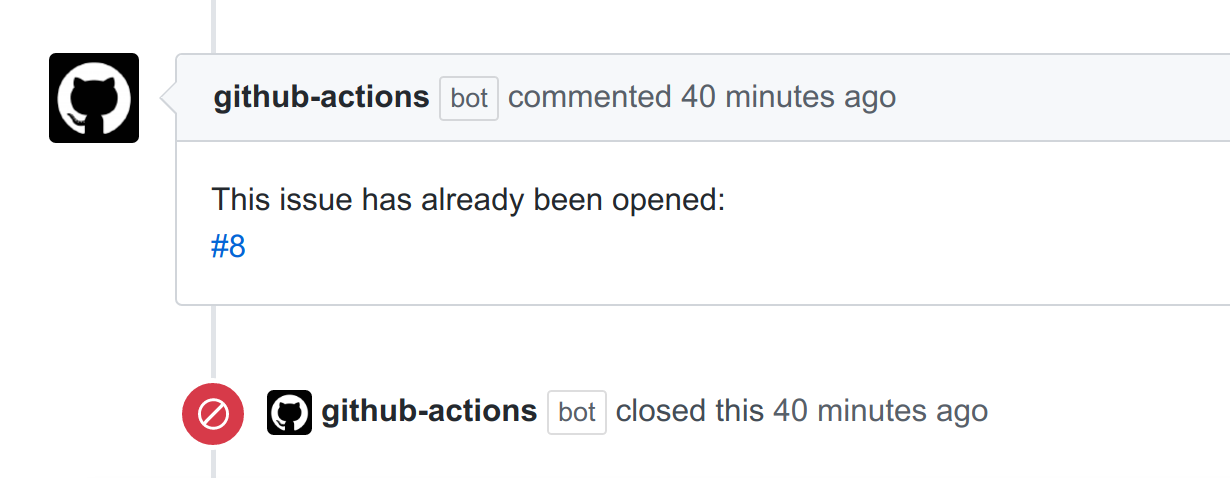 github-actions bot commented 40 minutes ago
This issue has already been opened:
#8
github-actions bot closed this 40 minutes ago